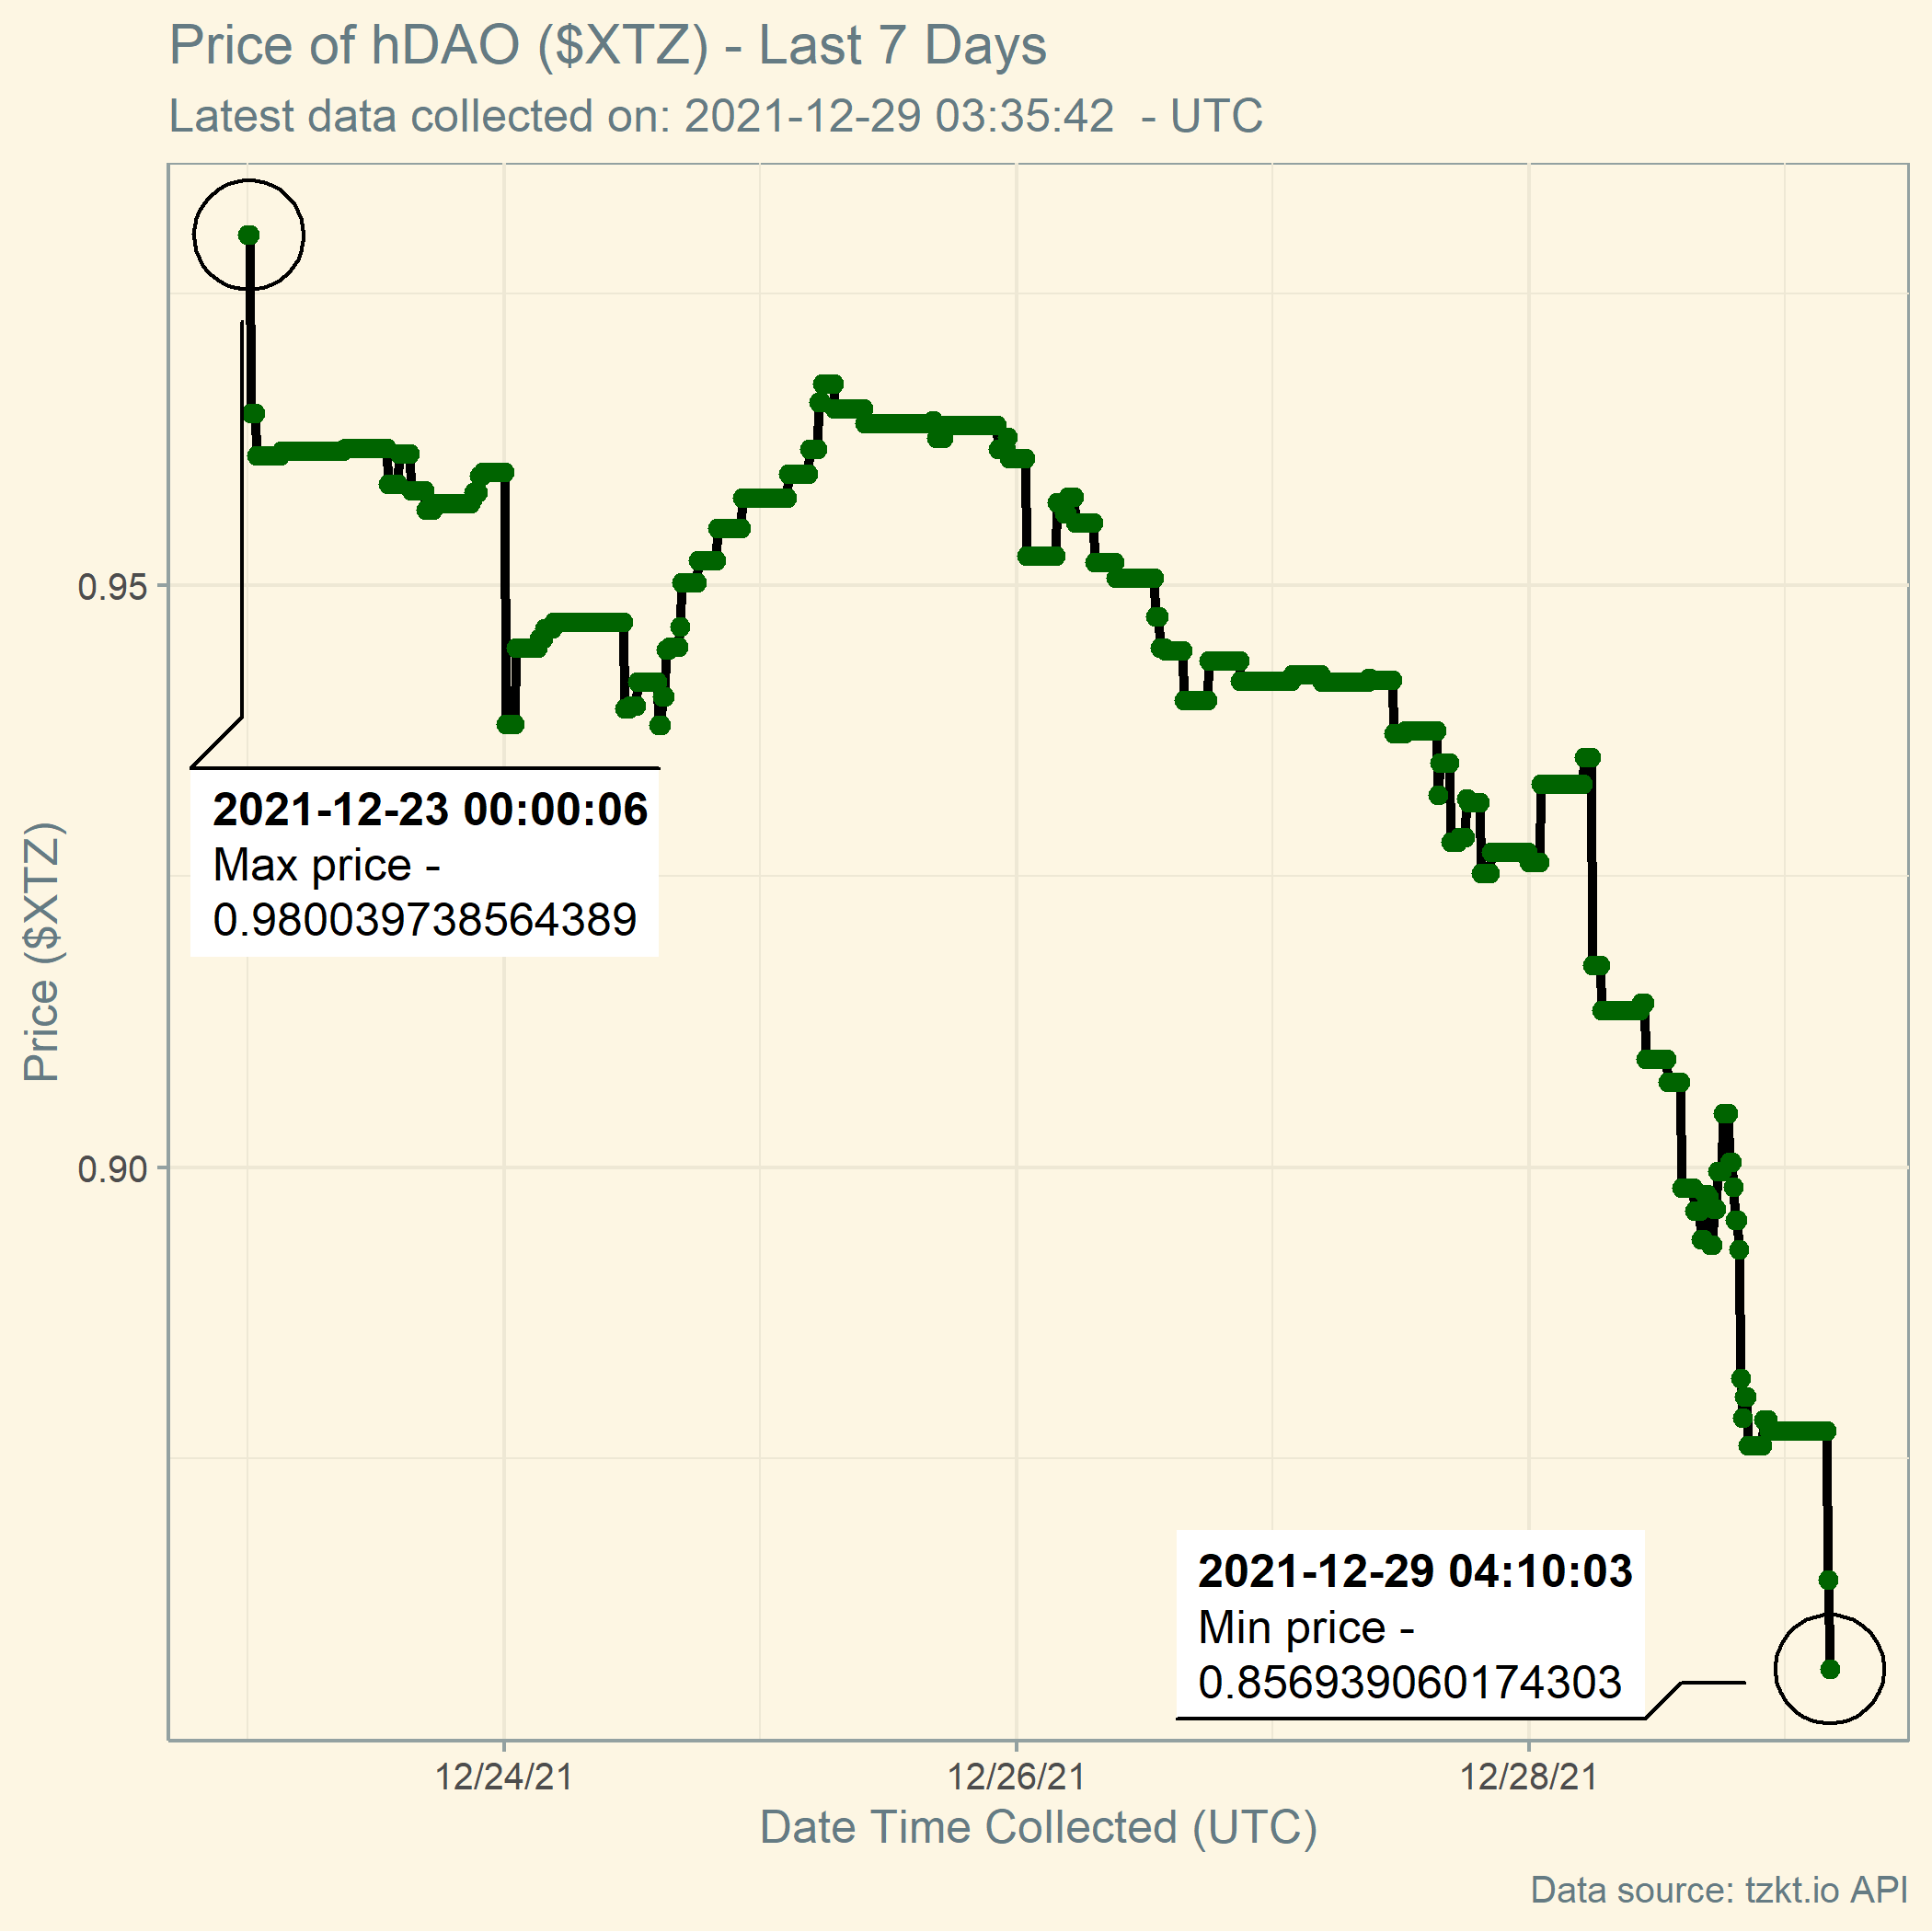 Price of hDAO ($XTZ) - Last 7 Days
Latest data collected on: 2021-12-29 03:35:42  - UTC
Price ($XTZ)
0.95
0.90
2021-12-23 00:00:06
Max price -
0.980039738564389
2021-12-29 04:10:03
Min price -
0.856939060174303
12/24/21
12/26/21
12/28/21
Date Time Collected (UTC)
Data source: tzkt.io API